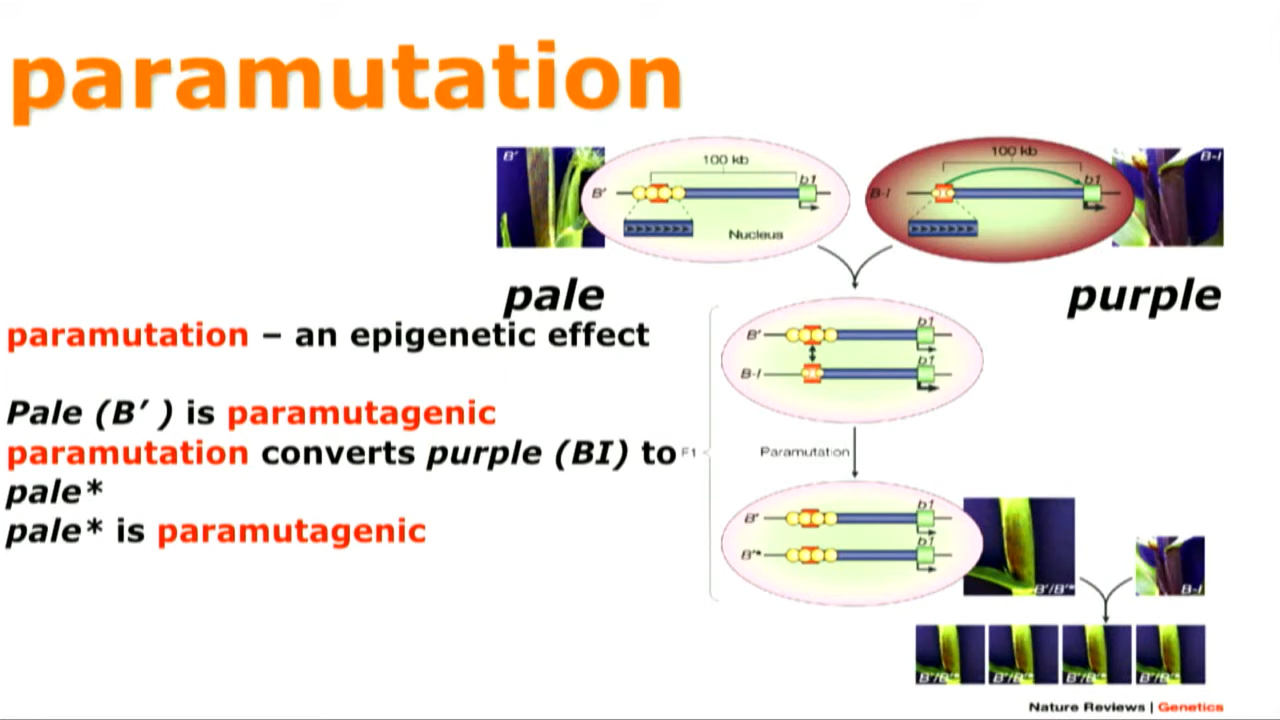 paramutation
B′
100 kb
b1
B′
Nucleus
100 kb
b1
B-I
B-I
pale
purple
paramutation – an epigenetic effect
Pale (B′ ) is paramutagenic
paramutation converts purple (BI) to
pale*
pale* is paramutagenic
B′
b1
B-I
b1
F1
Paramutation
B′
b1
B′*
b1
B′/B′*
B-I
B′/B′*
B′/B′*
B′/B′*
B′/B′*
Nature Reviews | Genetics